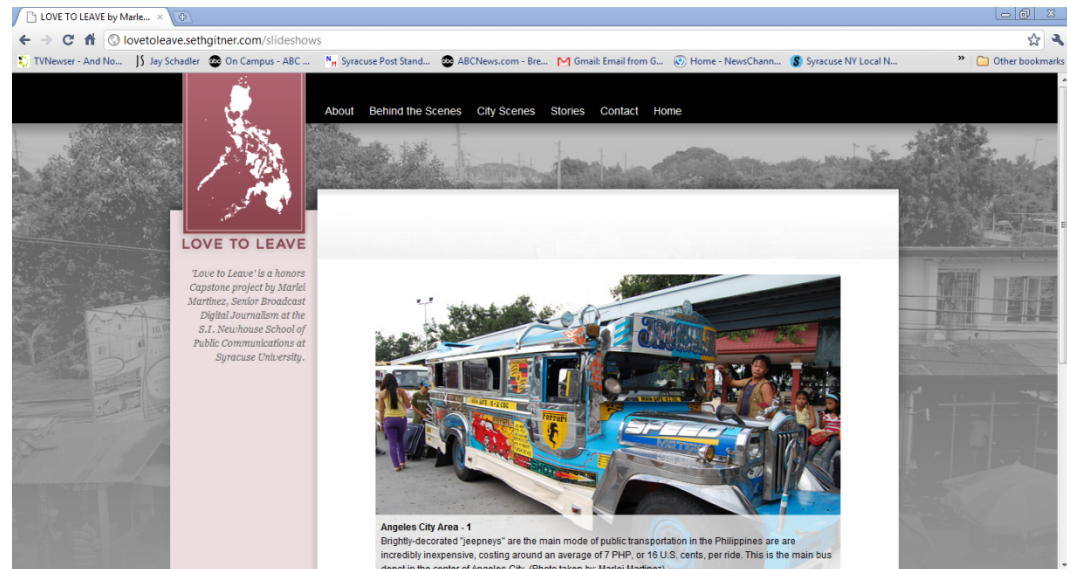 LOVE TO LEAVE by Marle...
lovetoleave.sethgitner.com/slideshows
TVNewser - And No...
Jay Schadler
On Campus - ABC ...
Syracuse Post Stand...
ABCNews.com - Bre...
Gmail: Email from G...
Home - NewsChann...
Syracuse NY Local N...
»
Other bookmarks
About Behind the Scenes City Scenes Stories Contact Home
LOVE TO LEAVE
'Love to Leave' is a honors
Capstone project by Marlei
Martinez, Senior Broadcast
Digital Journalism at the
S.I. Newhouse School of
Public Communications at
Syracuse University.
Ferrari
SPEED
Angeles City Area - 1
Brightly-decorated "jeepneys" are the main mode of public transportation in the Philippines are are
incredibly inexpensive, costing around an average of 7 PHP, or 16 U.S. cents, per ride. This is the main bus
depot in the center of Angeles City. (Photo taken by: Marlei Martinez)